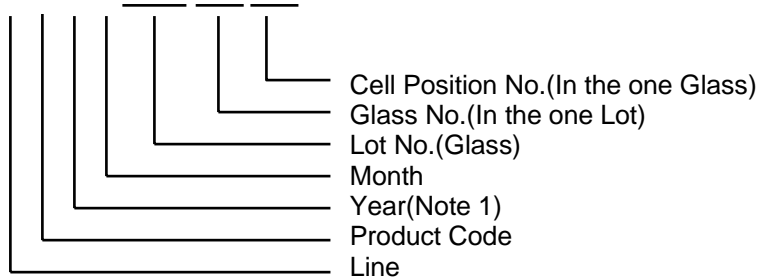 Cell Position No.(In the one Glass)
Glass No.(In the one Lot)
Lot No.(Glass)
Month
Year(Note 1)
Product Code
Line